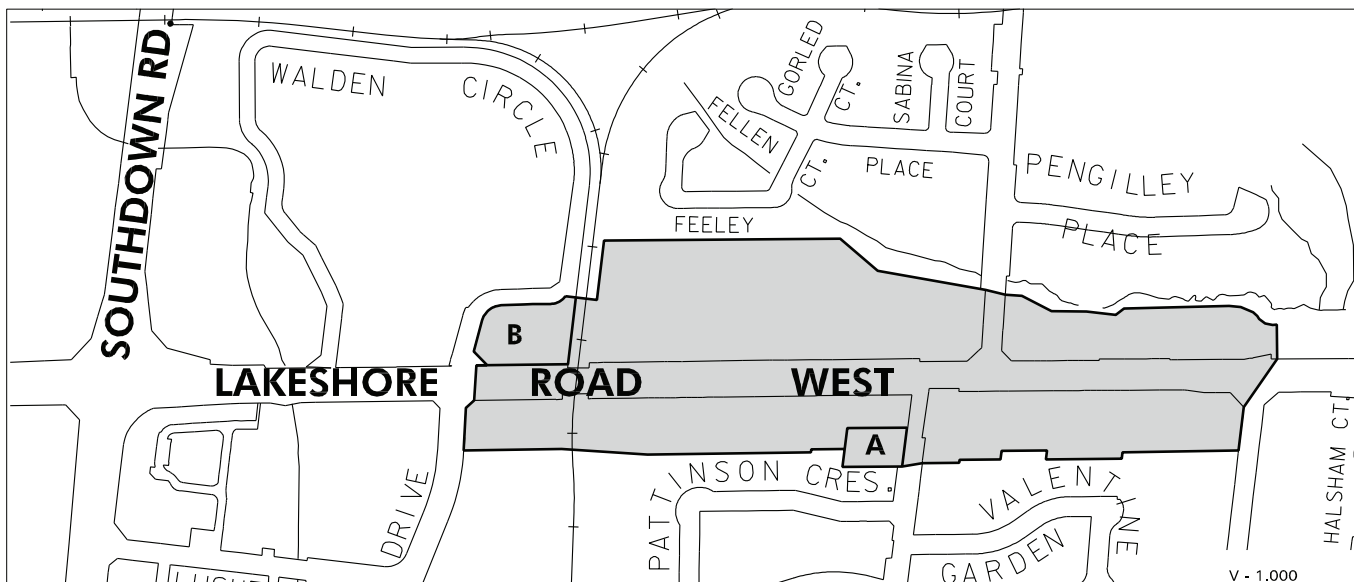 SOUTHDOWN RD
WALDEN CIRCLE
GORLED CT.
SABINA COURT
FELLEN PLACE
FEELEY CT.
PENGILLEY PLACE
B
LAKESHORE ROAD WEST
A
PATTINSON CRES.
VALENTINE GARDEN
DRIVE
HALSHAM CT.
V - 1.000